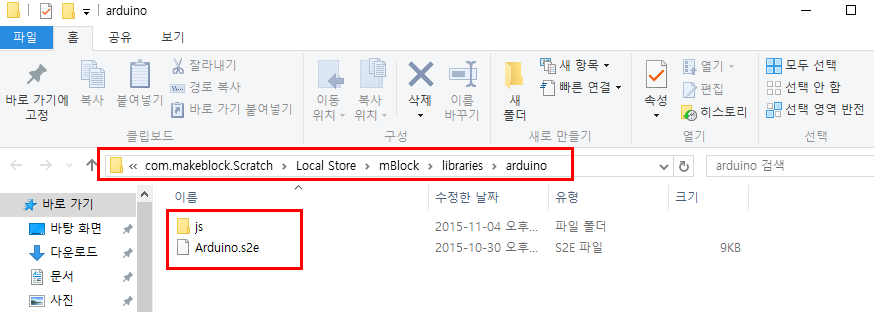 arduino
파일 홈 공유 보기
바로 가기에 고정
복사
붙여넣기
잘라내기
경로 복사
바로 가기 붙여넣기
클립보드
이동 위치
복사 위치
삭제
이름 바꾸기
구성
새 폴더
새 항목
빠른 연결
새로 만들기
속성
열기
편집
히스토리
열기
모두 선택
선택 안 함
선택 영역 반전
선택
« com.makeblock.Scratch > Local Store > mBlock > libraries > arduino
arduino 검색
이름 수정한 날짜 유형 크기
바로 가기
바탕 화면
다운로드
문서
사진
js 2015-11-04 오후... 파일 폴더
Arduino.s2e 2015-10-30 오후... S2E 파일 9KB